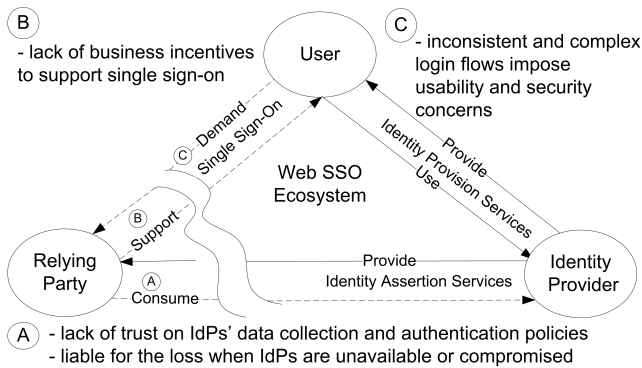 B
- lack of business incentives
to support single sign-on
User
C
- inconsistent and complex
login flows impose
usability and security
concerns
Demand
Single Sign-On
C
Provide
Identity Provision Services
Use
Web SSO
Ecosystem
B
Support
Relying
Party
A
Consume
Provide
Identity Assertion Services
Identity
Provider
A
- lack of trust on IdPs' data collection and authentication policies
- liable for the loss when IdPs are unavailable or compromised